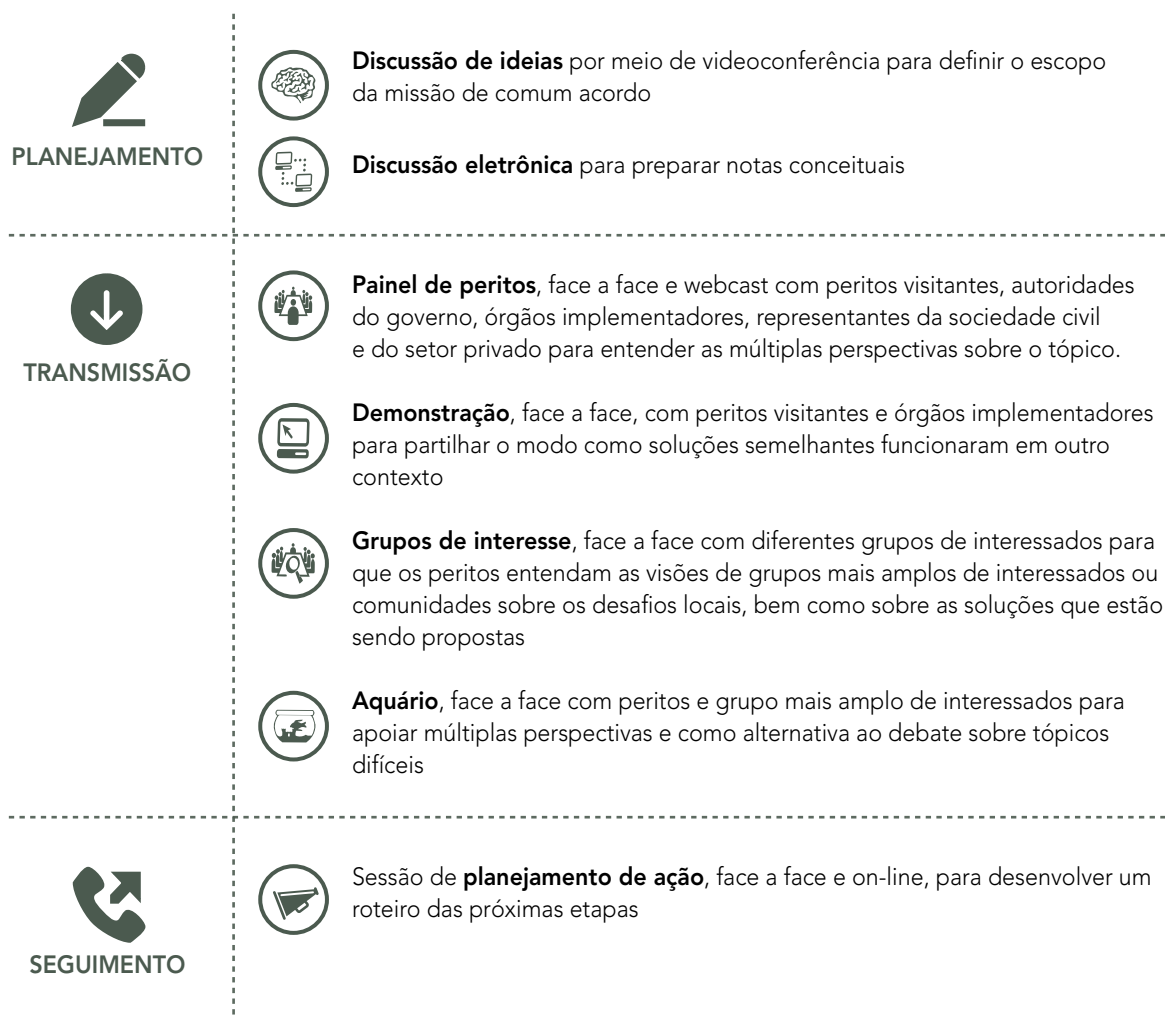 PLANEJAMENTO
Discussão de ideias por meio de videoconferência para definir o escopo
da missão de comum acordo
Discussão eletrônica para preparar notas conceituais
TRANSMISSÃO
Painel de peritos, face a face e webcast com peritos visitantes, autoridades
do governo, órgãos implementadores, representantes da sociedade civil
e do setor privado para entender as múltiplas perspectivas sobre o tópico.
Demonstração, face a face, com peritos visitantes e órgãos implementadores
para partilhar o modo como soluções semelhantes funcionaram em outro
contexto
Grupos de interesse, face a face com diferentes grupos de interessados para
que os peritos entendam as visões de grupos mais amplos de interessados ou
comunidades sobre os desafios locais, bem como sobre as soluções que estão
sendo propostas
Aquário, face a face com peritos e grupo mais amplo de interessados para
apoiar múltiplas perspectivas e como alternativa ao debate sobre tópicos
difíceis
SEGUIMENTO
Sessão de planejamento de ação, face a face e on-line, para desenvolver um
roteiro das próximas etapas